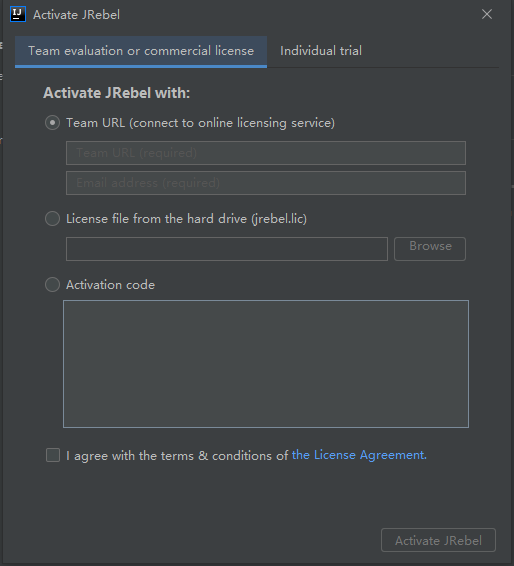 IJ Activate JRebel
Team evaluation or commercial license Individual trial
Activate JRebel with:
Team URL (connect to online licensing service)
Team URL (required)
Email address (required)
License file from the hard drive (jrebel.lic)
Browse
Activation code
I agree with the terms & conditions of the License Agreement.
Activate JRebel